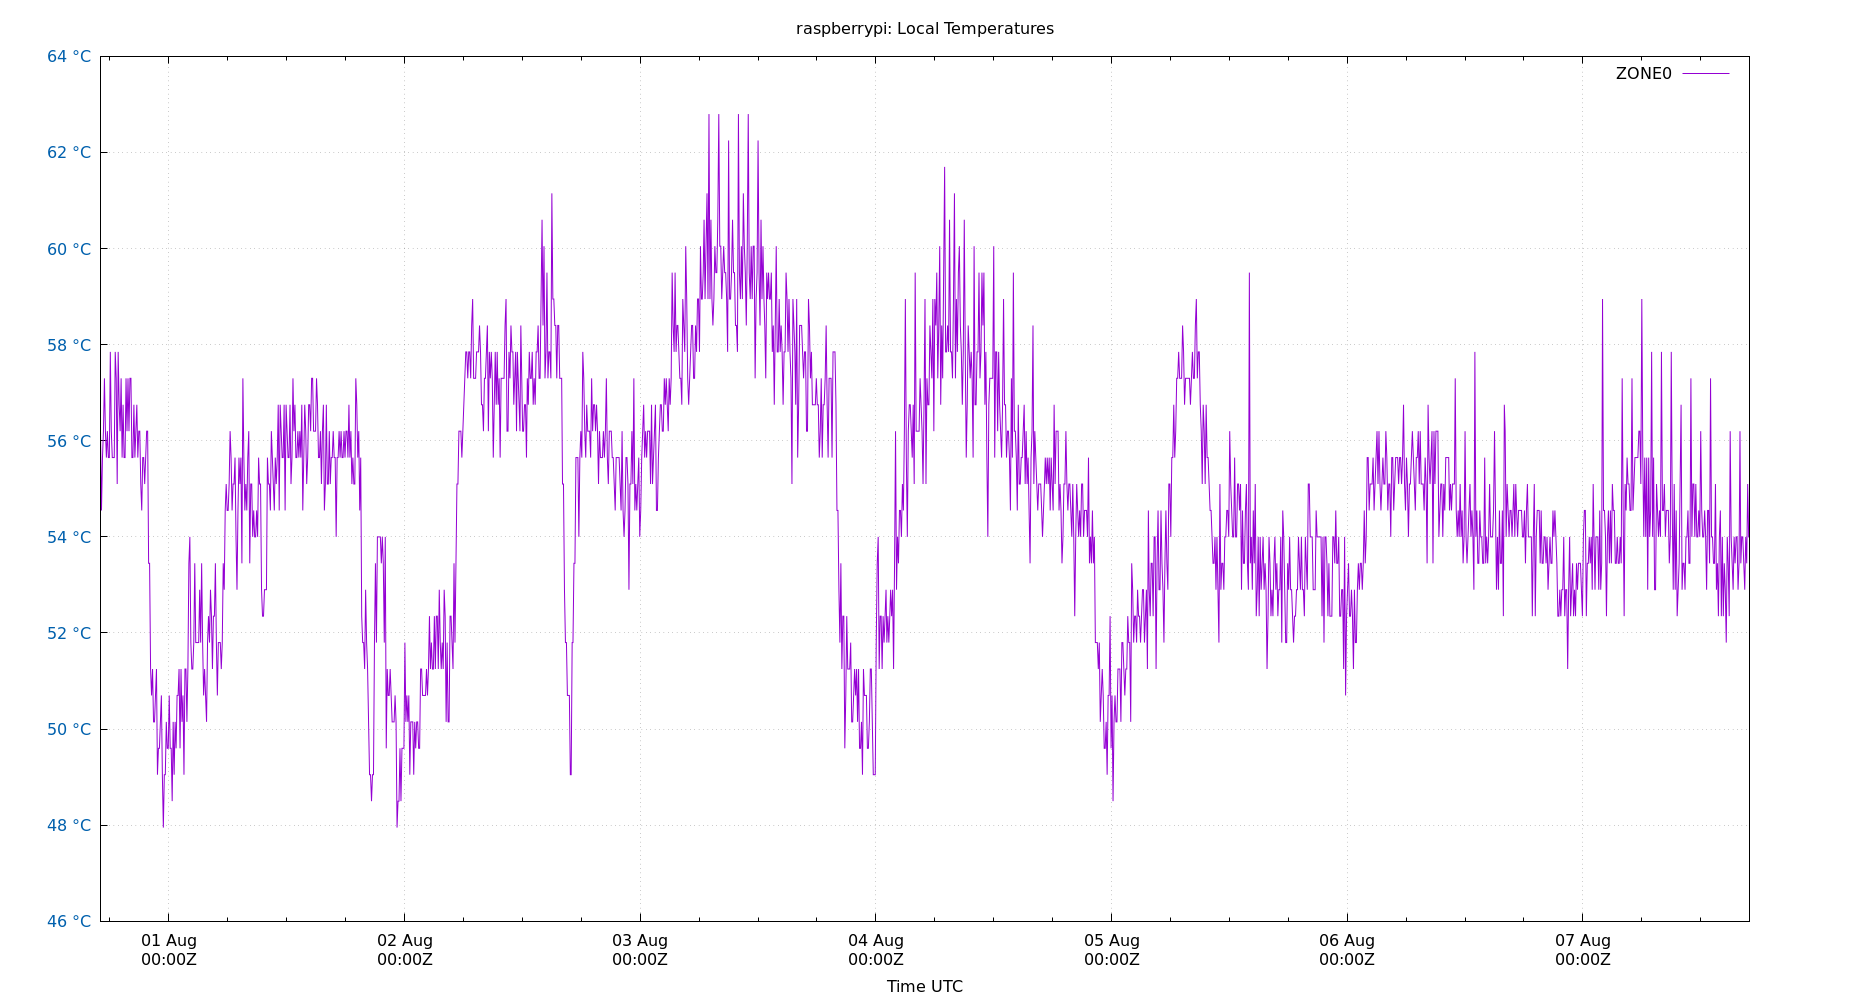 raspberrypi: Local Temperatures
64 °C
ZONE0
62 °C
60 °C
58 °C
56 °C
54 °C
52 °C
50 °C
48 °C
46 °C
01 Aug 02 Aug 03 Aug 04 Aug 05 Aug 06 Aug 07 Aug
00:00Z 00:00Z 00:00Z 00:00Z 00:00Z 00:00Z 00:00Z
Time UTC